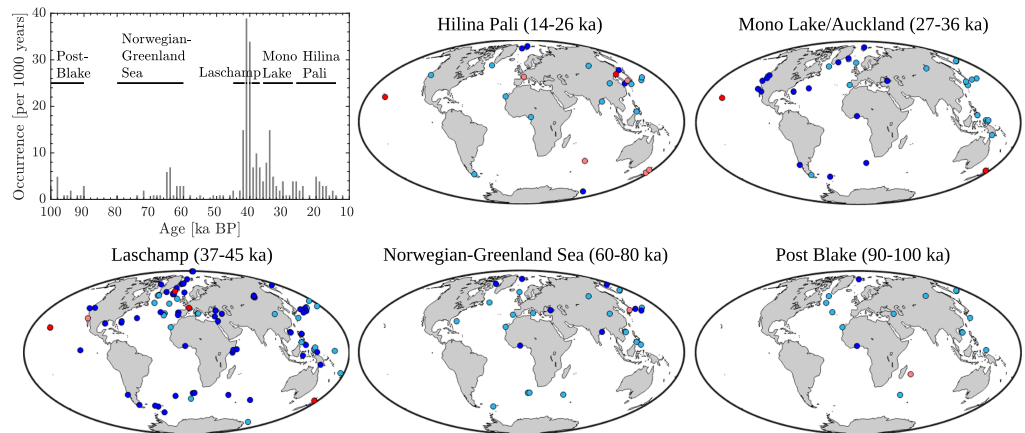 40
30
20
10
0
Occurrence [per 1000 years]
Post-
Blake
Norwegian-
Greenland
Sea
Laschamp
Mono
Lake
Hilina
Pali
100 90 80 70 60 50 40 30 20 10
Age [ka BP]
Hilina Pali (14-26 ka)
Mono Lake/Auckland (27-36 ka)
Laschamp (37-45 ka)
Norwegian-Greenland Sea (60-80 ka)
Post Blake (90-100 ka)